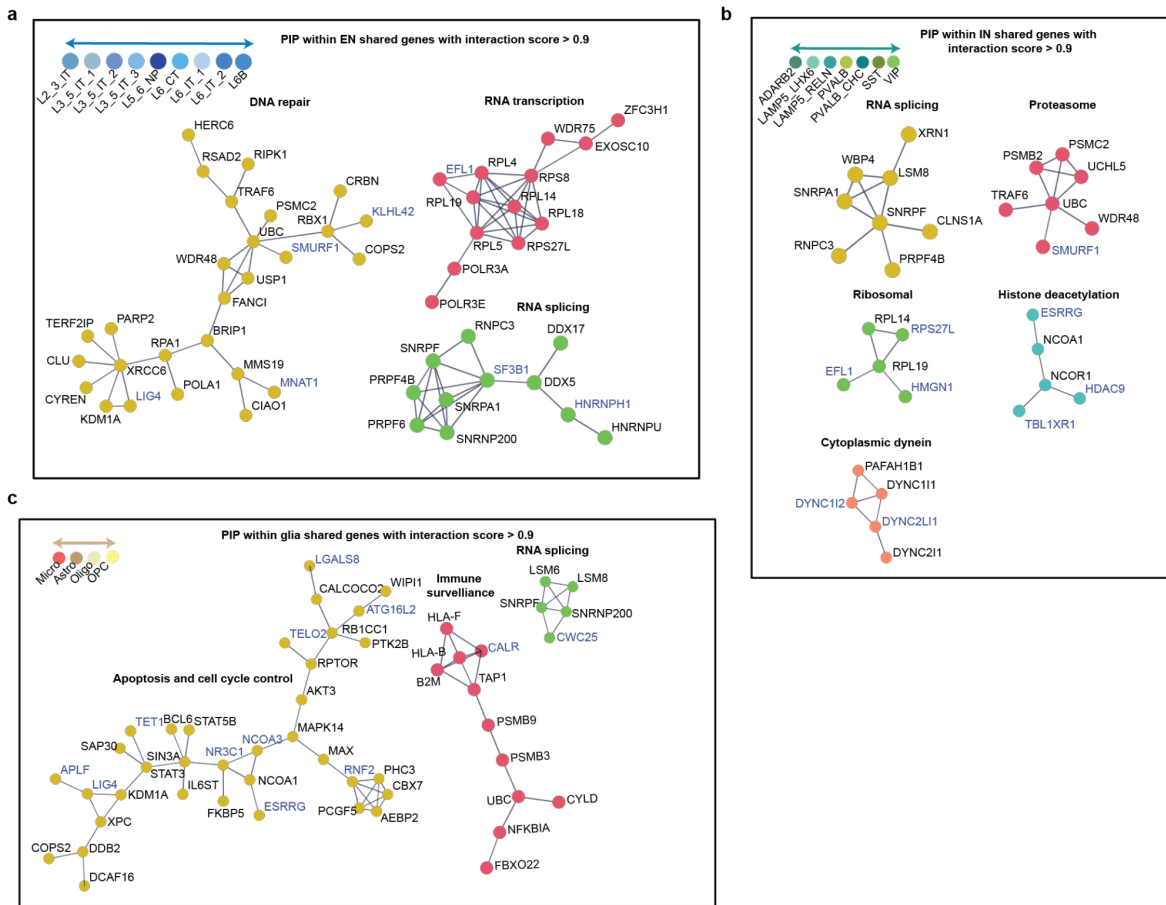 a
PIP within EN shared genes with interaction score > 0.9
L2_3_IT
L3_5_IT_1
L3_5_IT_2
L3_5_IT_3
L5_6_NP
L6_CT
L6_IT_1
L6_IT_2
L6B
DNA repair
HERC6
RSAD2
RIPK1
TRAF6
PSMC2
CRBN
RBX1
KLHL42
UBC
SMURF1
COPS2
WDR48
USP1
FANCI
TERF2IP
PARP2
BRIP1
RPA1
CLU
XRCC6
MMS19
MNAT1
CYREN
LIG4
POLA1
KDM1A
CIAO1
RNA transcription
ZFC3H1
WDR75
EXOSC10
EFL1
RPL4
RPS8
RPL19
RPL14
RPL18
RPL5
RPS27L
POLR3A
POLR3E
RNA splicing
RNPC3
DDX17
SNRPF
SF3B1
PRPF4B
DDX5
SNRPA1
HNRNPH1
PRPF6
SNRNP200
HNRNPU
b
PIP within IN shared genes with
interaction score > 0.9
ADARB2
LAMP5_LHX6
LAMP5_RELN
PVALB
PVALB_CHC
SST
VIP
RNA splicing
XRN1
WBP4
LSM8
SNRPA1
SNRPF
CLNS1A
RNPC3
PRPF4B
Proteasome
PSMC2
PSMB2
UCHL5
TRAF6
UBC
WDR48
SMURF1
Ribosomal
RPL14
RPS27L
RPL19
EFL1
HMGN1
Histone deacetylation
ESRRG
NCOA1
NCOR1
HDAC9
TBL1XR1
Cytoplasmic dynein
PAFAH1B1
DYNC1I1
DYNC1I2
DYNC2LI1
DYNC2I1
c
PIP within glia shared genes with interaction score > 0.9
Micro
Astro
Oligo
OPC
Apoptosis and cell cycle control
LGALS8
CALCOCO2
WIPI1
ATG16L2
TELO2
RB1CC1
PTK2B
RPTOR
AKT3
TET1
BCL6
STAT5B
MAPK14
NCOA3
SAP30
SIN3A
NR3C1
MAX
STAT3
APLF
NCOA1
RNF2
PHC3
LIG4
KDM1A
IL6ST
CBX7
FKBP5
ESRRG
PCGF5
AEBP2
XPC
COPS2
DDB2
DCAF16
Immune
survelliance
HLA-F
CALR
HLA-B
B2M
TAP1
PSMB9
PSMB3
UBC
CYLD
NFKBIA
FBXO22
RNA splicing
LSM6
LSM8
SNRPF
SNRNP200
CWC25